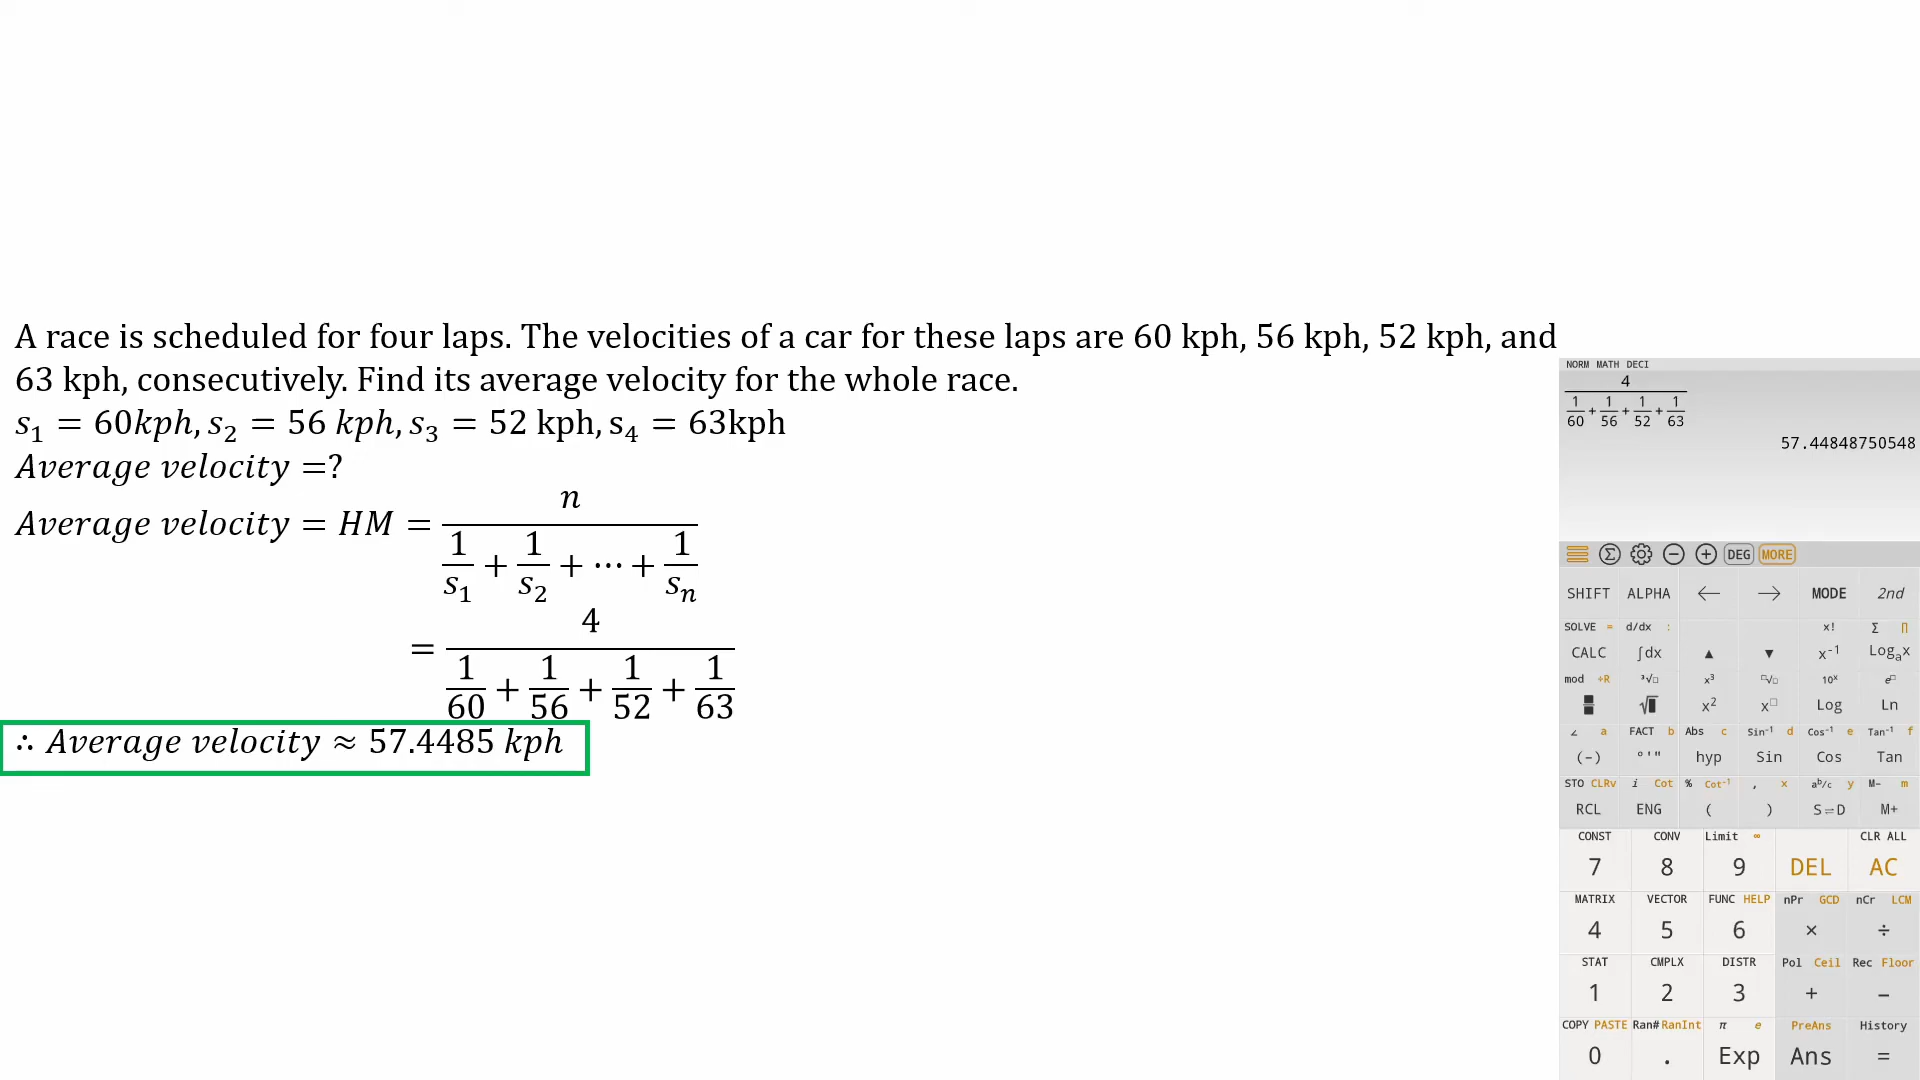 A race is scheduled for four laps. The velocities of a car for these laps are 60 kph, 56 kph, 52 kph, and
63 kph, consecutively. Find its average velocity for the whole race.
s₁ = 60kph, s₂ = 56 kph, s₃ = 52 kph, s₄ = 63kph
Average velocity =?
Average velocity = HM = n / (1/s₁ + 1/s₂ + ⋯ + 1/sₙ)
= 4 / (1/60 + 1/56 + 1/52 + 1/63)
∴ Average velocity ≈ 57.4485 kph
NORM MATH DECI
4 / (1/60 + 1/56 + 1/52 + 1/63)
57.44848750548
Σ − + DEG MORE
SHIFT ALPHA ← → MODE 2nd
SOLVE = d/dx : x! Σ ∏
CALC ∫dx ▲ ▼ x⁻¹ Logₐx
mod ÷R ³√□ x³ □√□ 10ˣ e□
√ x² x□ Log Ln
∠ a FACT b Abs c Sin⁻¹ d Cos⁻¹ e Tan⁻¹ f
(−) °'" hyp Sin Cos Tan
STO CLRv i Cot % Cot⁻¹ , x aᵇ/c y M− m
RCL ENG ( ) S⇌D M+
CONST CONV Limit ∞ CLR ALL
7 8 9 DEL AC
MATRIX VECTOR FUNC HELP nPr GCD nCr LCM
4 5 6 × ÷
STAT CMPLX DISTR Pol Ceil Rec Floor
1 2 3 + −
COPY PASTE Ran# RanInt π e PreAns History
0 . Exp Ans =